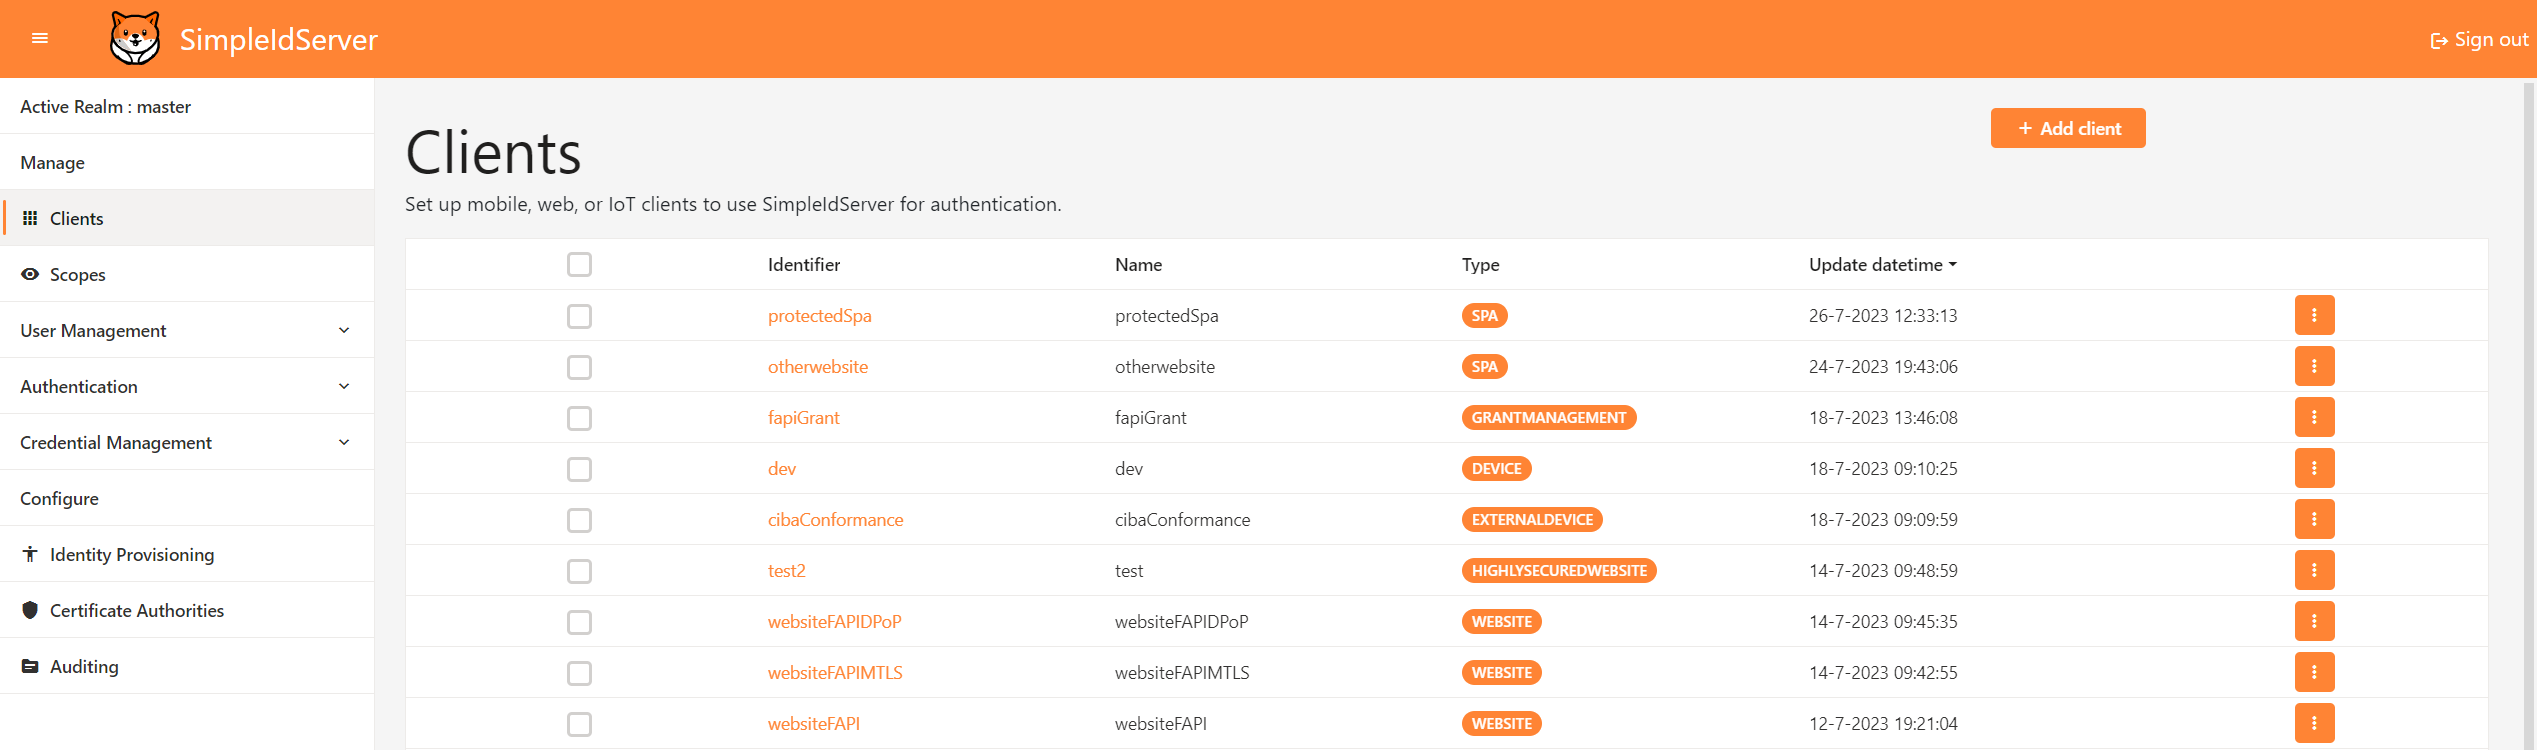 SimpleIdServer
Sign out
Active Realm : master
Manage
Clients
Scopes
User Management
Authentication
Credential Management
Configure
Identity Provisioning
Certificate Authorities
Auditing
Clients
+ Add client
Set up mobile, web, or IoT clients to use SimpleIdServer for authentication.
Identifier Name Type Update datetime
protectedSpa protectedSpa SPA 26-7-2023 12:33:13
otherwebsite otherwebsite SPA 24-7-2023 19:43:06
fapiGrant fapiGrant GRANTMANAGEMENT 18-7-2023 13:46:08
dev dev DEVICE 18-7-2023 09:10:25
cibaConformance cibaConformance EXTERNALDEVICE 18-7-2023 09:09:59
test2 test HIGHLYSECUREDWEBSITE 14-7-2023 09:48:59
websiteFAPIDPoP websiteFAPIDPoP WEBSITE 14-7-2023 09:45:35
websiteFAPIMTLS websiteFAPIMTLS WEBSITE 14-7-2023 09:42:55
websiteFAPI websiteFAPI WEBSITE 12-7-2023 19:21:04